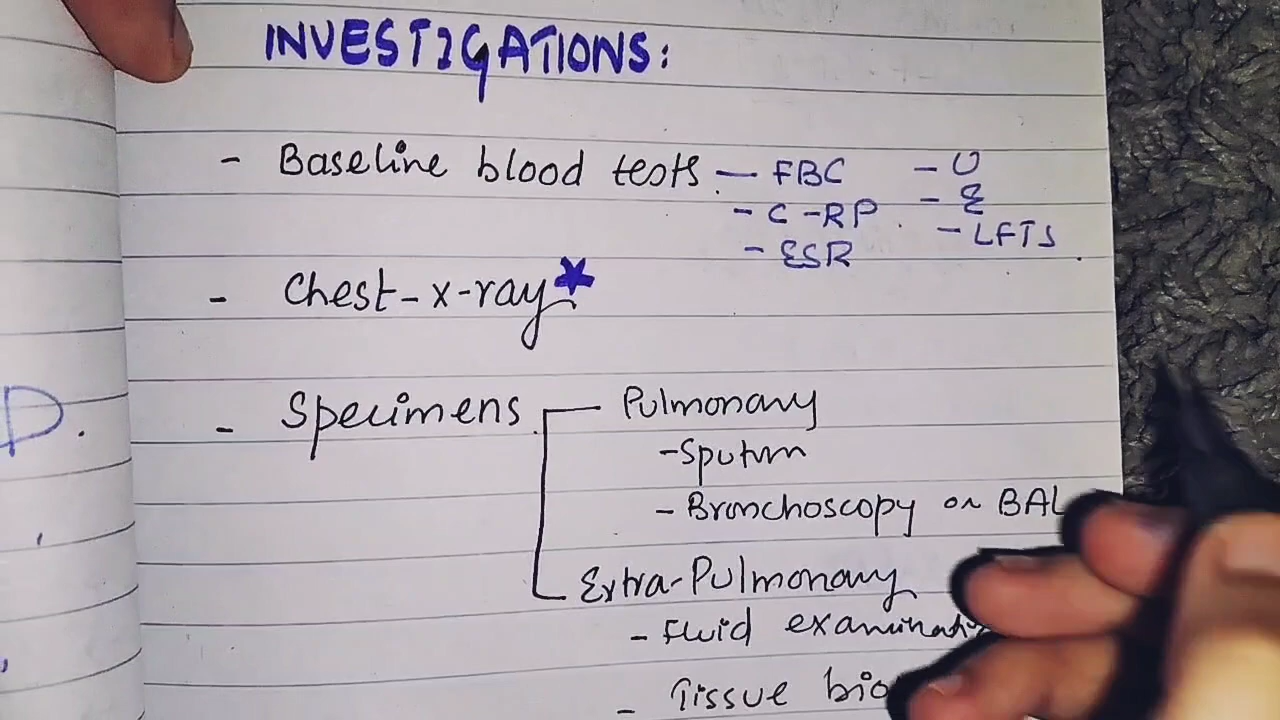 INVESTIGATIONS:
- Baseline blood tests - FBC - U
- C-RP - E
- ESR - LFTS
- Chest-x-ray
- Specimens Pulmonary
-Sputum
- Bronchoscopy or BAL
D.
Extra-Pulmonary
- Fluid
- Tissue